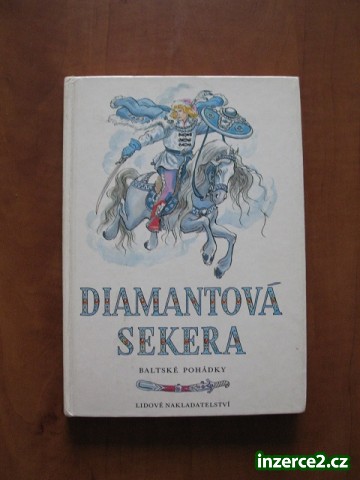 DIAMANTOVÁ
SEKERA
BALTSKÉ POHÁDKY
LIDOVÉ NAKLADATELSTVÍ
inzerce2.cz